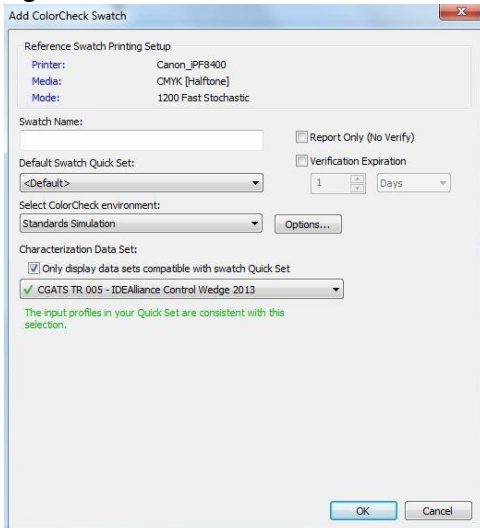 Add ColorCheck Swatch
Reference Swatch Printing Setup
Printer: Canon_iPF8400
Media: CMYK [Halftone]
Mode: 1200 Fast Stochastic
Swatch Name:
Report Only (No Verify)
Default Swatch Quick Set:
Verification Expiration
<Default>
1 Days
Select ColorCheck environment:
Standards Simulation Options...
Characterization Data Set:
Only display data sets compatible with swatch Quick Set
CGATS TR 005 - IDEAlliance Control Wedge 2013
The input profiles in your Quick Set are consistent with this
selection.
OK Cancel